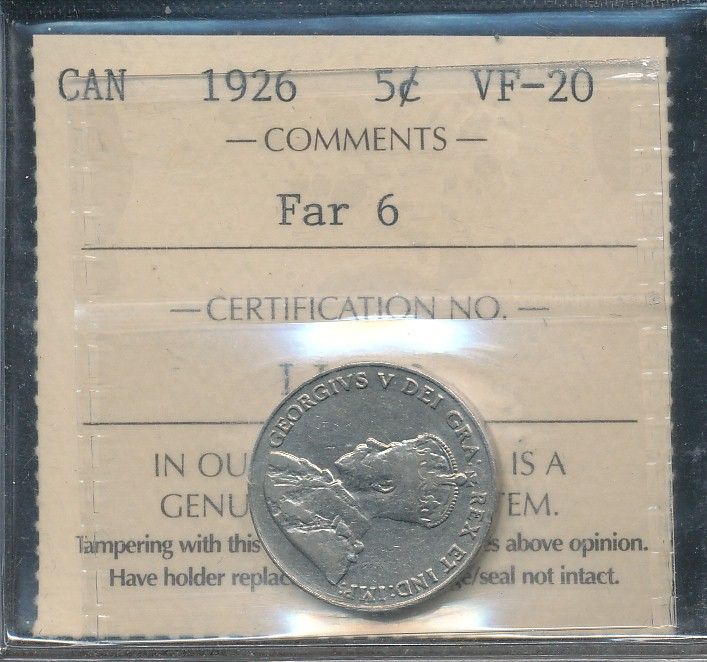 CAN 1926 5¢ VF-20
— COMMENTS —
Far 6
— CERTIFICATION NO. —
GEORGIVS V DEI GRA: REX ET IND:IMP:
IN OU IS A
GENU TEM.
Tampering with this s above opinion.
Have holder replac e/seal not intact.